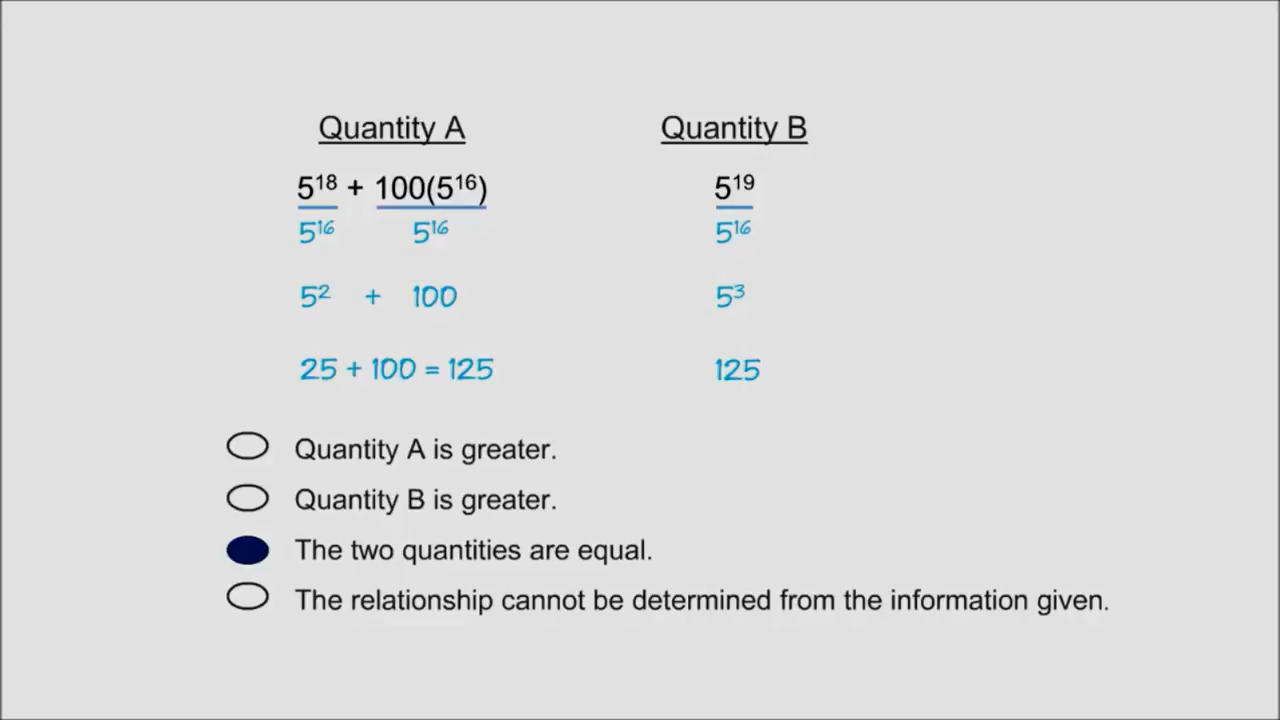 Quantity A Quantity B
5¹⁸ + 100(5¹⁶) 5¹⁹
5¹⁶ 5¹⁶ 5¹⁶
5² + 100 5³
25 + 100 = 125 125
Quantity A is greater.
Quantity B is greater.
The two quantities are equal.
The relationship cannot be determined from the information given.